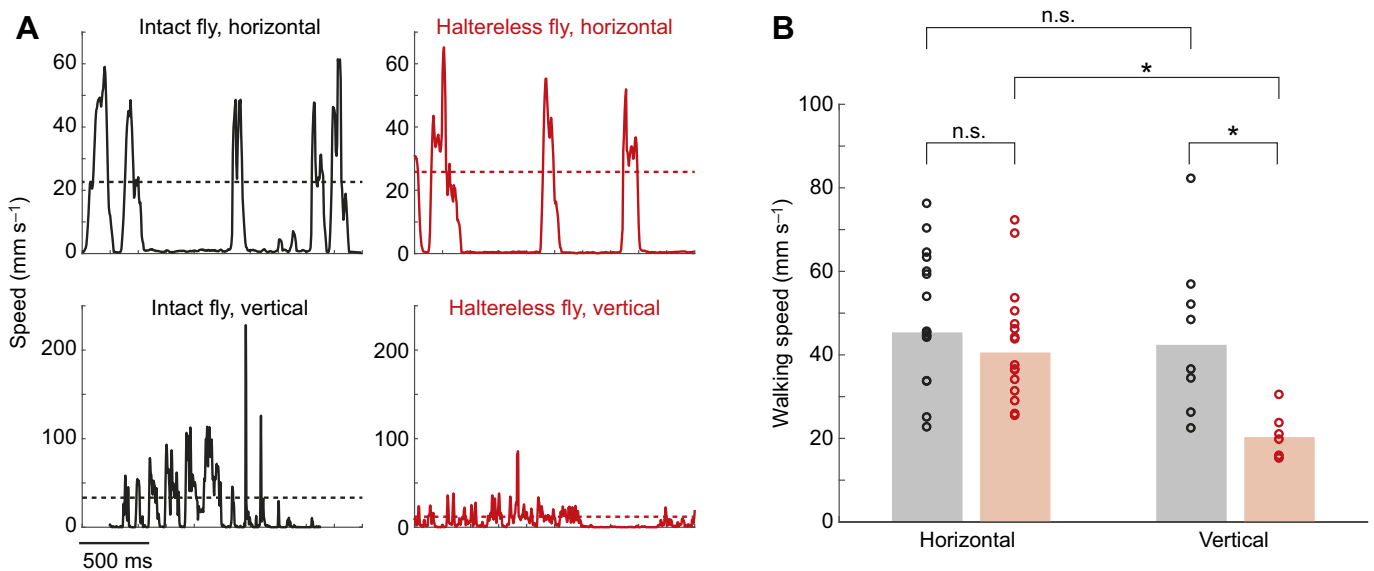 A
Intact fly, horizontal
Haltereless fly, horizontal
60
40
20
0
60
40
20
0
Speed (mm s–1)
Intact fly, vertical
Haltereless fly, vertical
200
100
0
200
100
0
500 ms
B
n.s.
*
n.s.
*
100
80
60
40
20
0
Walking speed (mm s–1)
Horizontal
Vertical